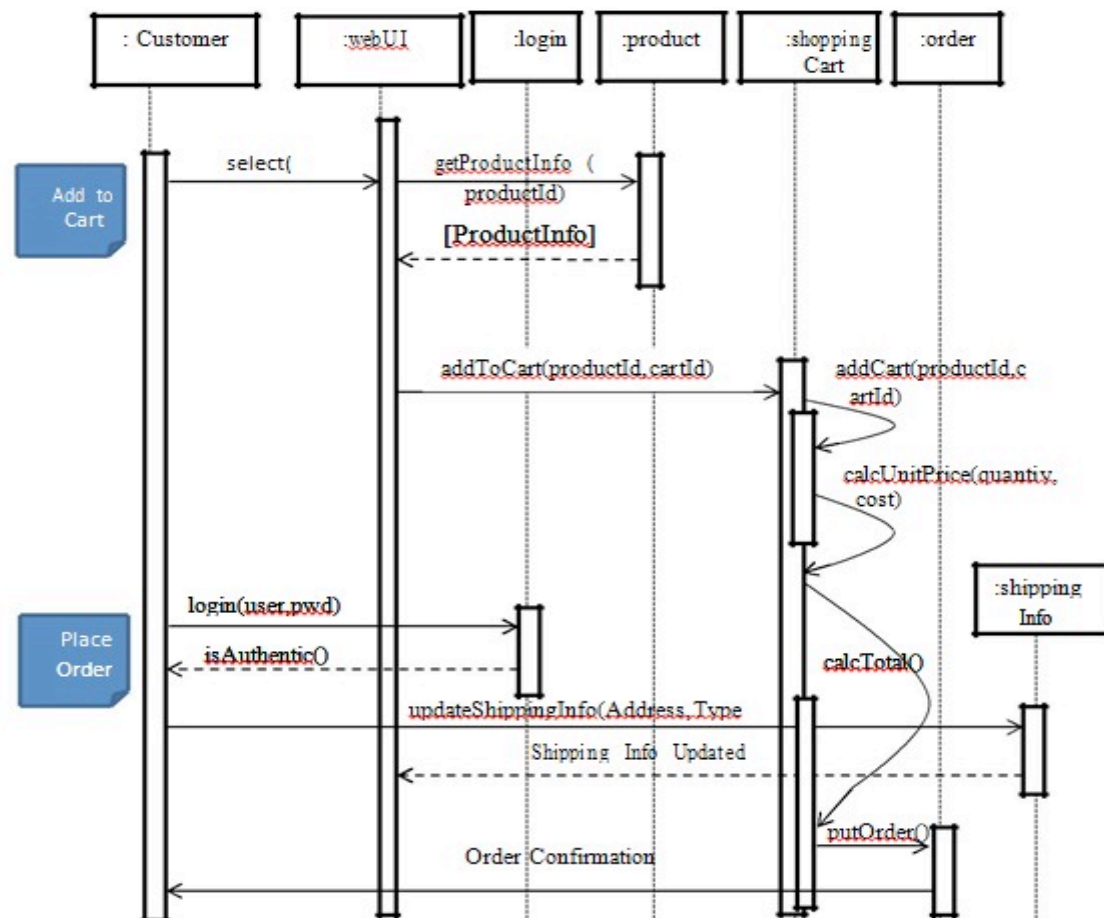 : Customer
:webUI
:login
:product
:shopping
Cart
:order
Add to
Cart
select(
getProductInfo (
productId)
[ProductInfo]
addToCart(productId,cartId)
addCart(productId,c
artId)
calcUnitPrice(quantiy,
cost)
:shipping
Info
Place
Order
login(user,pwd)
isAuthentic()
calcTotal()
updateShippingInfo(Address,Type
Shipping Info Updated
putOrder()
Order Confirmation